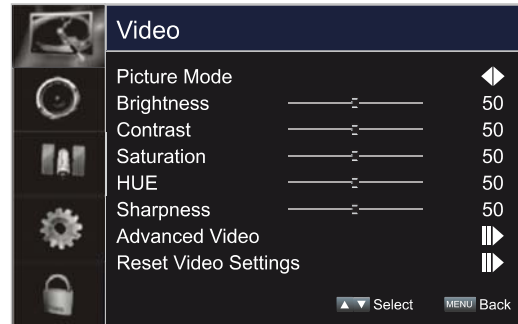 Video
Picture Mode
Brightness 50
Contrast 50
Saturation 50
HUE 50
Sharpness 50
Advanced Video
Reset Video Settings
Select MENU Back